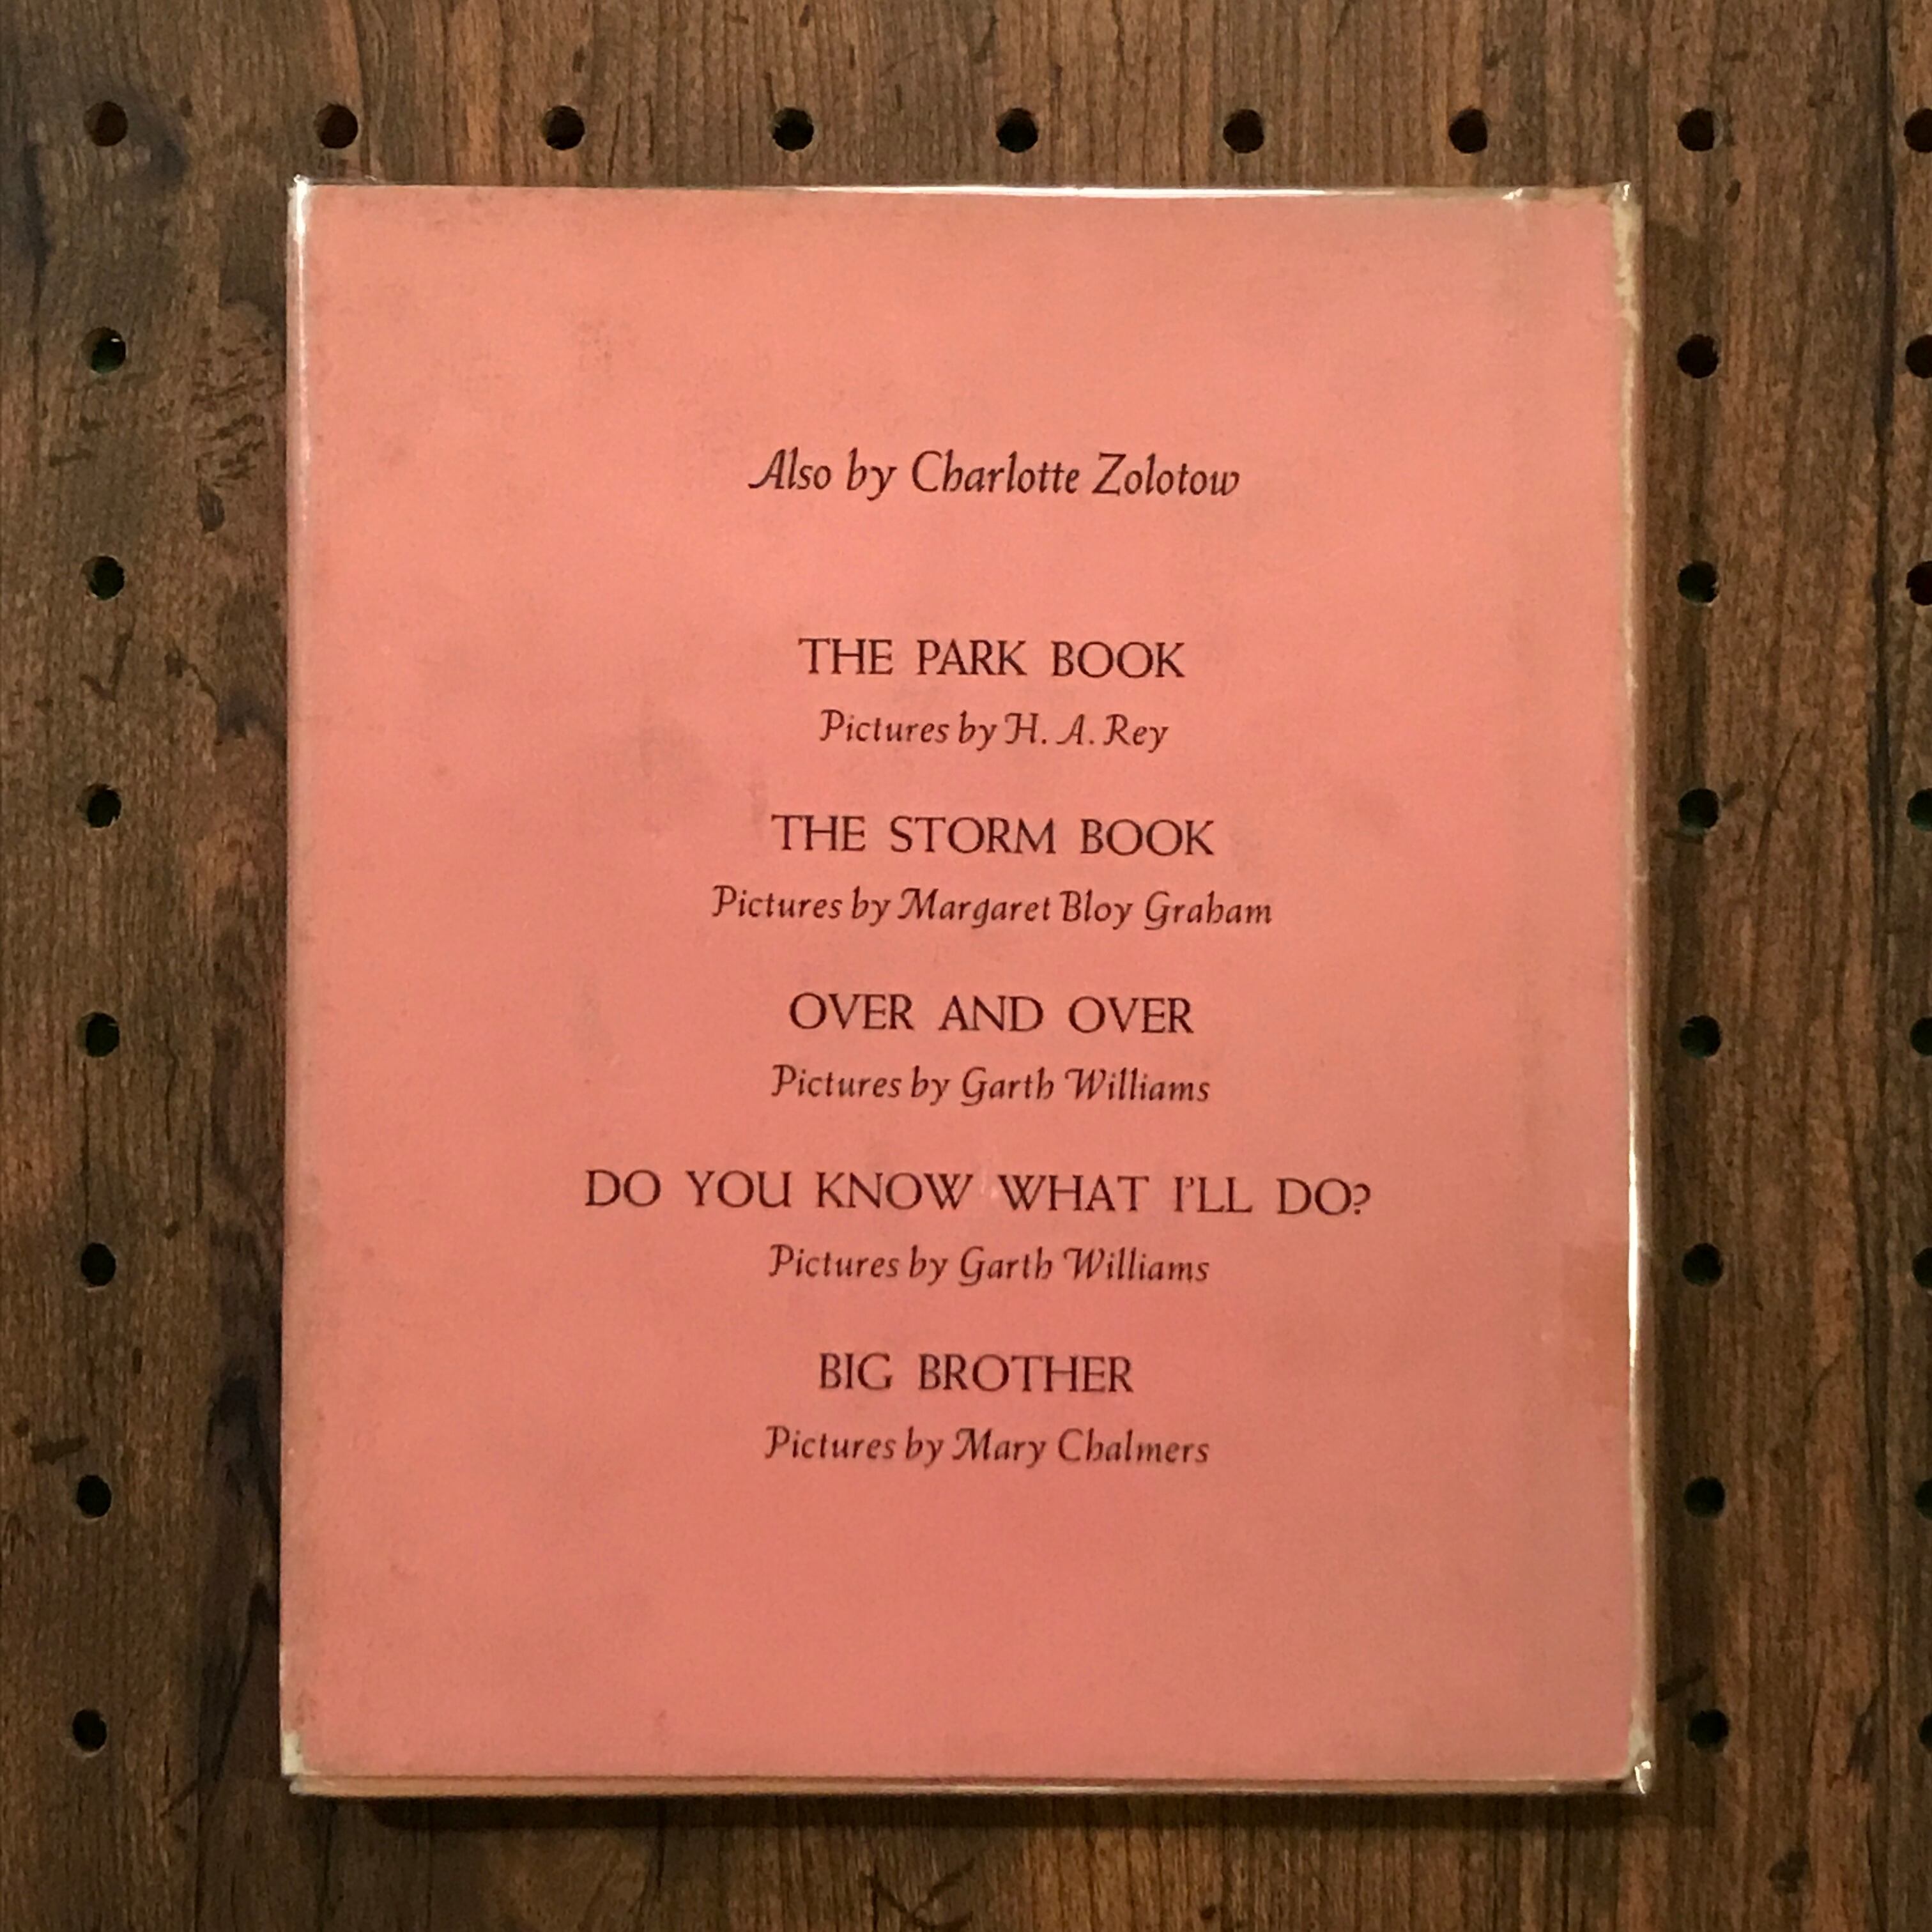 Also by Charlotte Zolotow
THE PARK BOOK
Pictures by H. A. Rey
THE STORM BOOK
Pictures by Margaret Bloy Graham
OVER AND OVER
Pictures by Garth Williams
DO YOU KNOW WHAT I'LL DO?
Pictures by Garth Williams
BIG BROTHER
Pictures by Mary Chalmers